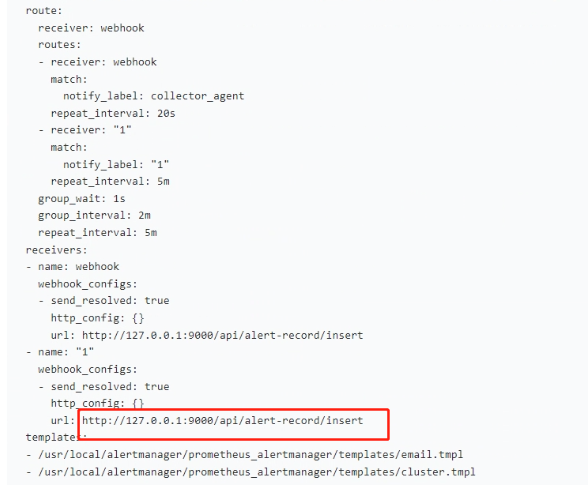 route:
  receiver: webhook
  routes:
  - receiver: webhook
    match:
      notify_label: collector_agent
    repeat_interval: 20s
  - receiver: "1"
    match:
      notify_label: "1"
    repeat_interval: 5m
  group_wait: 1s
  group_interval: 2m
  repeat_interval: 5m
receivers:
- name: webhook
  webhook_configs:
  - send_resolved: true
    http_config: {}
    url: http://127.0.0.1:9000/api/alert-record/insert
- name: "1"
  webhook_configs:
  - send_resolved: true
    http_config: {}
    url: http://127.0.0.1:9000/api/alert-record/insert
templates:
- /usr/local/alertmanager/prometheus_alertmanager/templates/email.tmpl
- /usr/local/alertmanager/prometheus_alertmanager/templates/cluster.tmpl